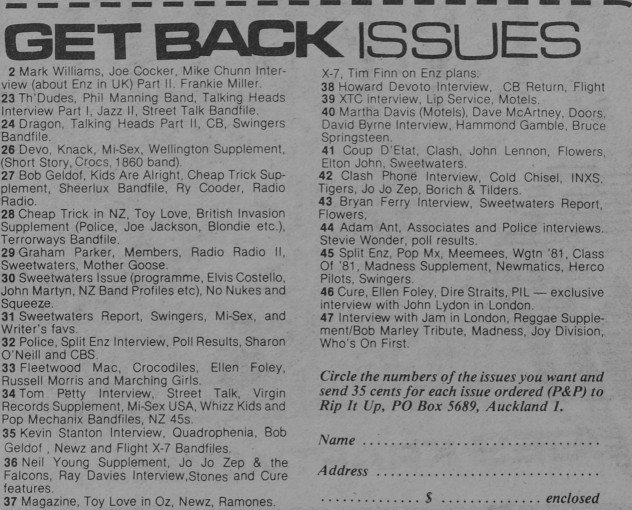 GET BACK ISSUES
2 Mark Williams, Joe Cocker, Mike Chunn Inter-
view (about Enz in UK) Part II. Frankie Miller.
23 Th'Dudes, Phil Manning Band, Talking Heads
Interview Part I, Jazz II, Street Talk Bandfile.
24 Dragon, Talking Heads Part II, CB, Swingers
Bandfile.
26 Devo, Knack, Mi-Sex, Wellington Supplement,
(Short Story, Crocs, 1860 band).
27 Bob Geldof, Kids Are Alright, Cheap Trick Sup-
plement, Sheerlux Bandfile, Ry Cooder, Radio
Radio.
28 Cheap Trick in NZ, Toy Love, British Invasion
Supplement (Police, Joe Jackson, Blondie etc.),
Terrorways Bandfile.
29 Graham Parker, Members, Radio Radio II,
Sweetwaters, Mother Goose.
30 Sweetwaters Issue (programme, Elvis Costello,
John Martyn, NZ Band Profiles etc), No Nukes and
Squeeze.
31 Sweetwaters Report, Swingers, Mi-Sex, and
Writer's favs.
32 Police, Split Enz Interview, Poll Results, Sharon
O'Neill and CBS.
33 Fleetwood Mac, Crocodiles, Ellen Foley,
Russell Morris and Marching Girls.
34 Tom Petty Interview, Street Talk, Virgin
Records Supplement, Mi-Sex USA, Whizz Kids and
Pop Mechanix Bandfiles, NZ 45s.
35 Kevin Stanton Interview, Quadrophenia, Bob
Geldof , Newz and Flight X-7 Bandfiles.
36 Neil Young Supplement, Jo Jo Zep & the
Falcons, Ray Davies Interview,Stones and Cure
features.
37 Magazine, Toy Love in Oz, Newz, Ramones.
X-7, Tim Finn on Enz plans.
38 Howard Devoto Interview, CB Return, Flight
39 XTC interview, Lip Service, Motels.
40 Martha Davis (Motels), Dave McArtney, Doors,
David Byrne Interview, Hammond Gamble, Bruce
Springsteen.
41 Coup D'Etat, Clash, John Lennon, Flowers,
Elton John, Sweetwaters.
42 Clash Phone Interview, Cold Chisel, INXS,
Tigers, Jo Jo Zep, Borich & Tilders.
43 Bryan Ferry Interview, Sweetwaters Report,
Flowers,
44 Adam Ant, Associates and Police interviews.
Stevie Wonder, poll results.
45 Split Enz, Pop Mx, Meemees, Wgtn '81, Class
Of '81, Madness Supplement, Newmatics, Herco
Pilots, Swingers.
46 Cure, Ellen Foley, Dire Straits, PIL — exclusive
interview with John Lydon in London.
47 Interview with Jam in London, Reggae Supple-
ment/Bob Marley Tribute, Madness, Joy Division,
Who's On First.
Circle the numbers of the issues you want and
send 35 cents for each issue ordered (P&P) to
Rip It Up, PO Box 5689, Auckland 1.
Name ................................
Address ..............................
.............. $ ............... enclosed